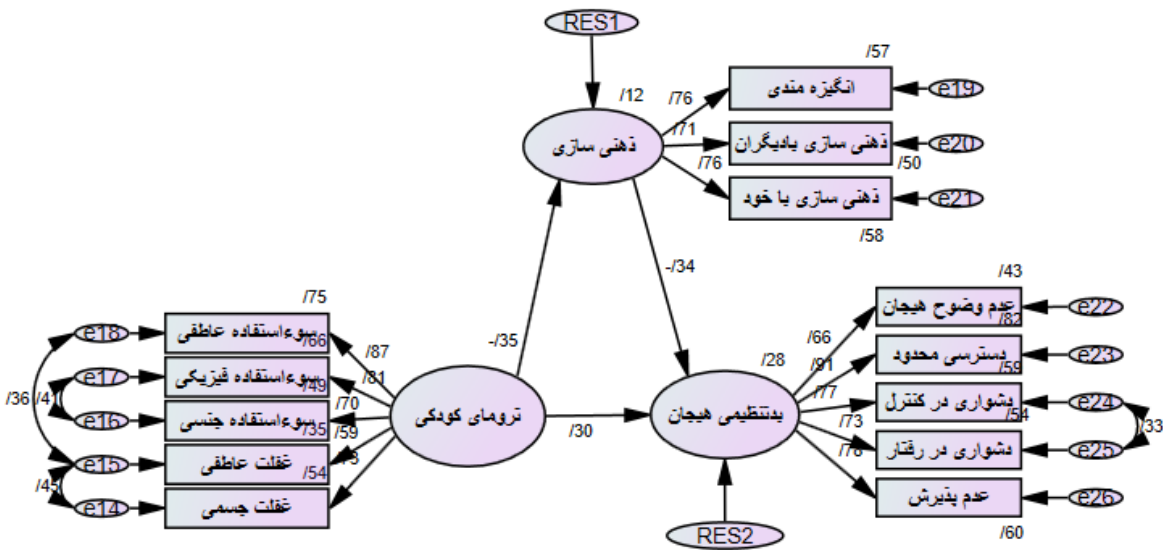 RES1
/57
/12
/76
انگیزه مندی
e19
/71
ذهنی سازی
ذهنی سازی بادیگران
e20
/50
/76
ذهنی سازی با خود
e21
/58
-/34
/43
/75
عدم وضوح هیجان
e22
/82
e18
سوءاستفاده عاطفی
/66
-/35
/66
/87
/28
/91
دسترسی محدود
e23
/59
/36
/41
e17
سوءاستفاده فیزیکی
/49
/81
/77
دشواری در کنترل
e24
/54
e16
سوءاستفاده جنسی
/35
/70
ترومای کودکی
بدتنظیمی هیجان
/33
/59
/30
/73
دشواری در رفتار
e25
e15
غفلت عاطفی
/54
/45
e14
غفلت جسمی
عدم پذیرش
e26
/60
RES2